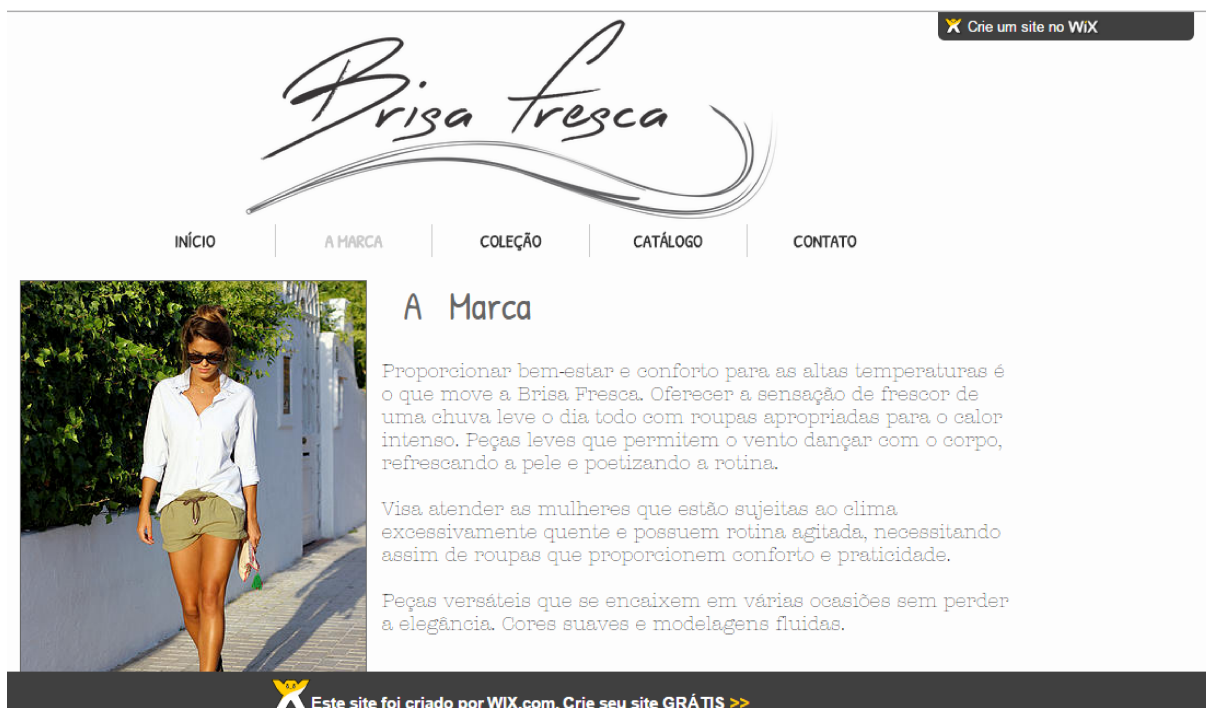 Crie um site no WiX
Brisa fresca
INÍCIO
A MARCA
COLEÇÃO
CATÁLOGO
CONTATO
A Marca
Proporcionar bem-estar e conforto para as altas temperaturas é
o que move a Brisa Fresca. Oferecer a sensação de frescor de
uma chuva leve o dia todo com roupas apropriadas para o calor
intenso. Peças leves que permitem o vento dançar com o corpo,
refrescando a pele e poetizando a rotina.
Visa atender as mulheres que estão sujeitas ao clima
excessivamente quente e possuem rotina agitada, necessitando
assim de roupas que proporcionem conforto e praticidade.
Peças versáteis que se encaixem em várias ocasiões sem perder
a elegância. Cores suaves e modelagens fluidas.
Este site foi criado por WIX.com. Crie seu site GRÁTIS >>